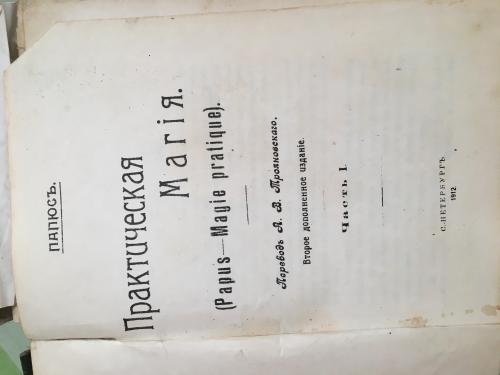 ПАПЮСЪ.
Практическая
Магія.
(Papus—Magie pratique).
Переводъ А. В. Трояновскаго,
Второе дополненное изданіе.
Часть I.
С.ПЕТЕРБУРГЪ.
1912.